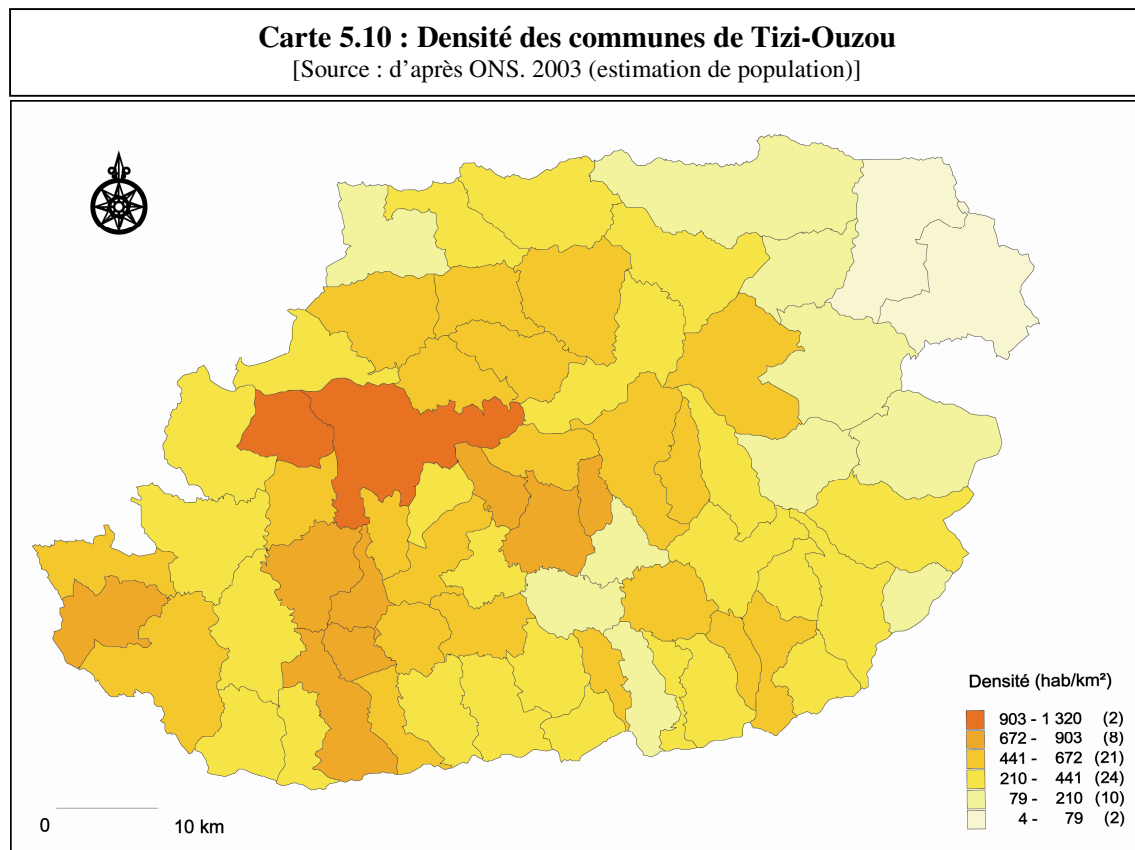 Carte 5.10 : Densité des communes de Tizi-Ouzou
[Source : d’après ONS. 2003 (estimation de population)]
Densité (hab/km²)
903 - 1 320 (2)
672 - 903 (8)
441 - 672 (21)
210 - 441 (24)
79 - 210 (10)
4 - 79 (2)
0 10 km